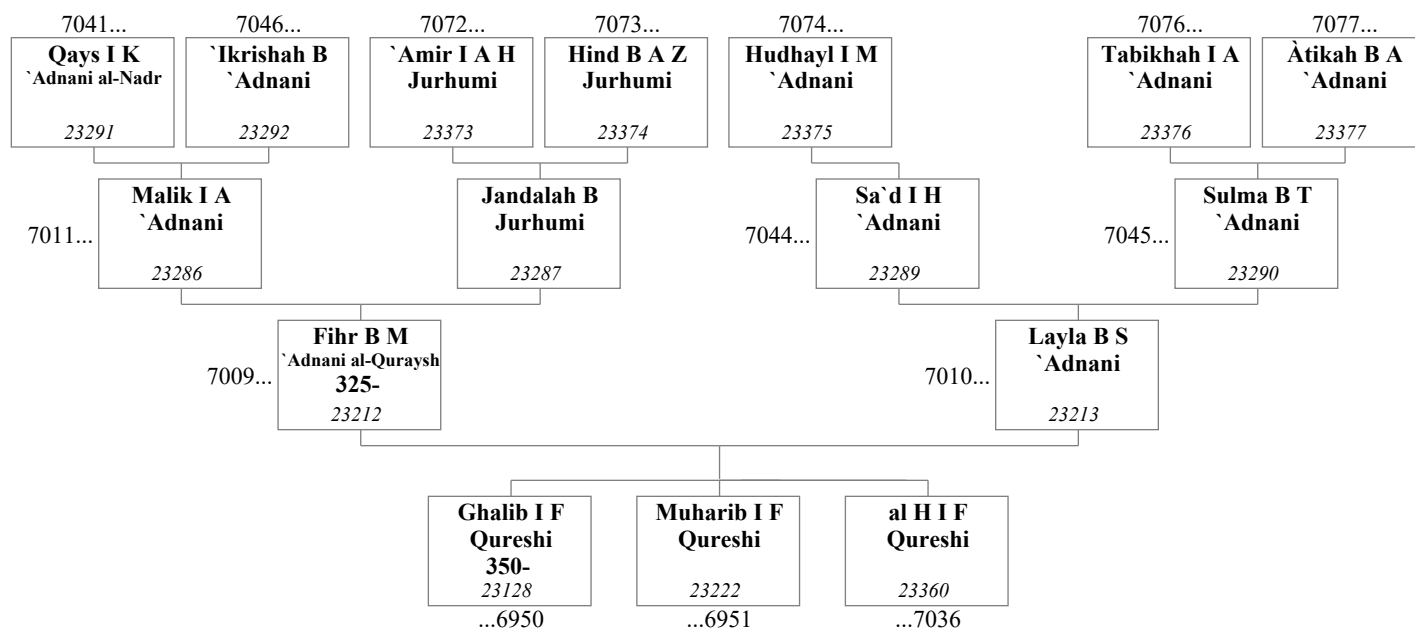 7041... 7046... 7072... 7073... 7074... 7076... 7077...
Qays I K
`Adnani al-Nadr
23291
`Ikrishah B
`Adnani
23292
`Amir I A H
Jurhumi
23373
Hind B A Z
Jurhumi
23374
Hudhayl I M
`Adnani
23375
Tabikhah I A
`Adnani
23376
Àtikah B A
`Adnani
23377
7011...
Malik I A
`Adnani
23286
Jandalah B
Jurhumi
23287
7044...
Sa`d I H
`Adnani
23289
7045...
Sulma B T
`Adnani
23290
7009...
Fihr B M
`Adnani al-Quraysh
325-
23212
7010...
Layla B S
`Adnani
23213
Ghalib I F
Qureshi
350-
23128
...6950
Muharib I F
Qureshi
23222
...6951
al H I F
Qureshi
23360
...7036